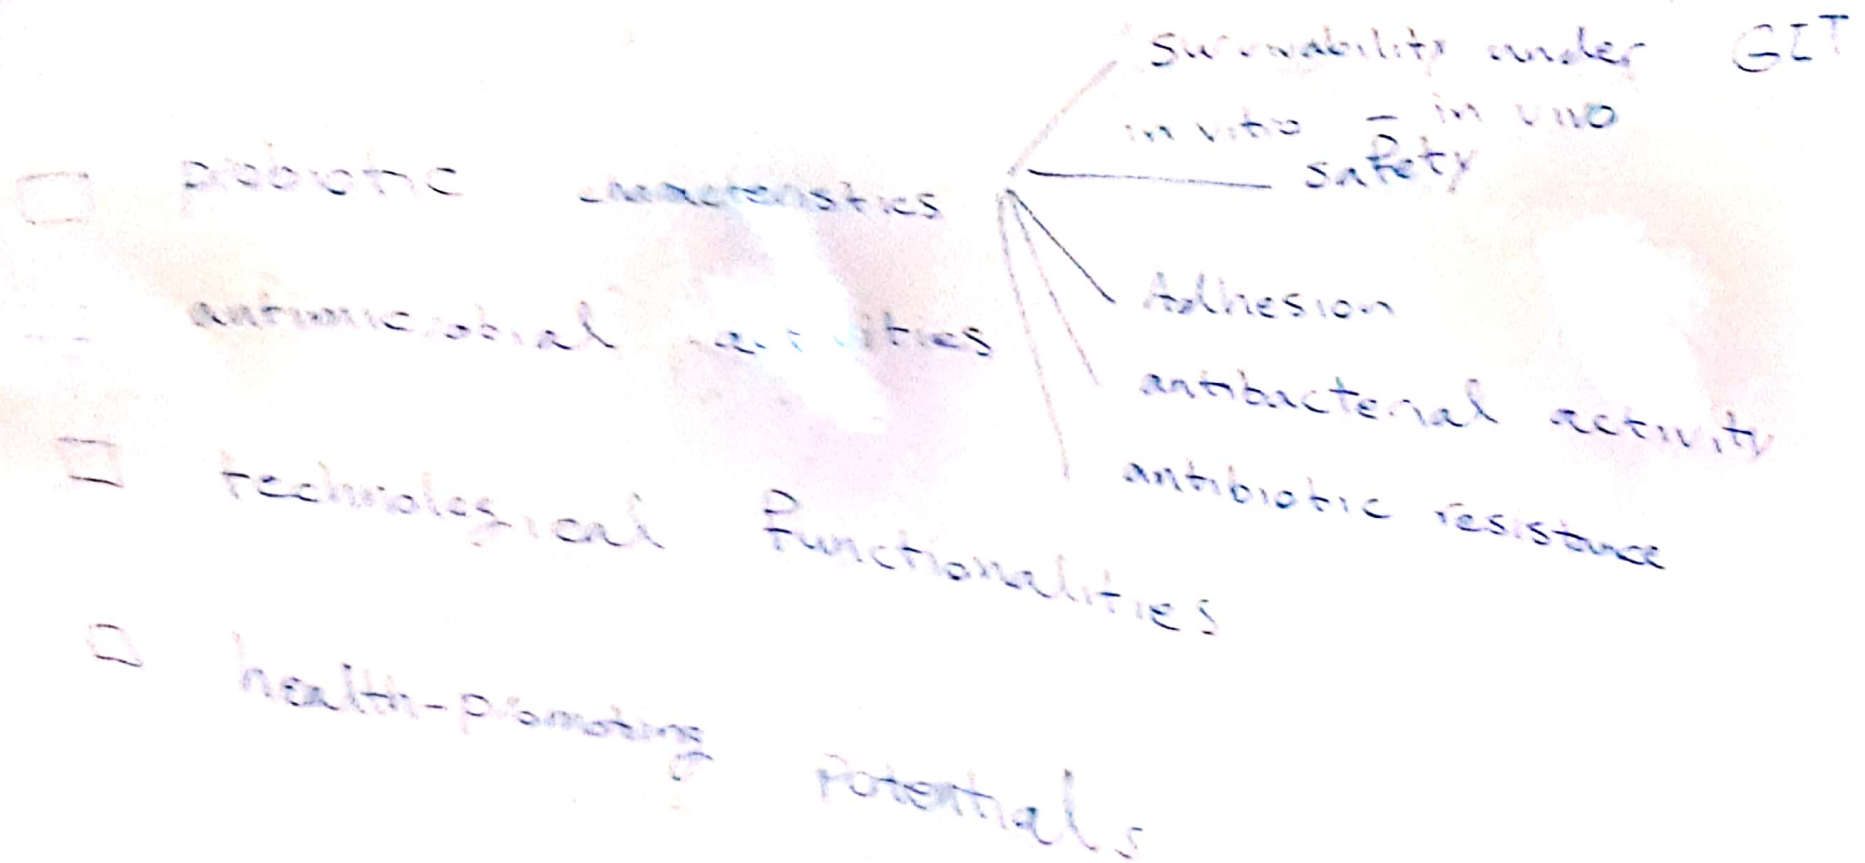 Survivability under GIT
in vitro - in vivo
probiotic characteristics
safety
antimicrobial activities
Adhesion
antibacterial activity
technological functionalities
antibiotic resistance
health-promoting potentials